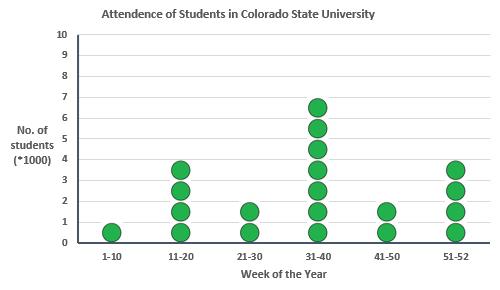 Attendence of Students in Colorado State University
10
9
8
7
6
5
4
3
2
1
0
No. of
students
(*1000)
1-10 11-20 21-30 31-40 41-50 51-52
Week of the Year